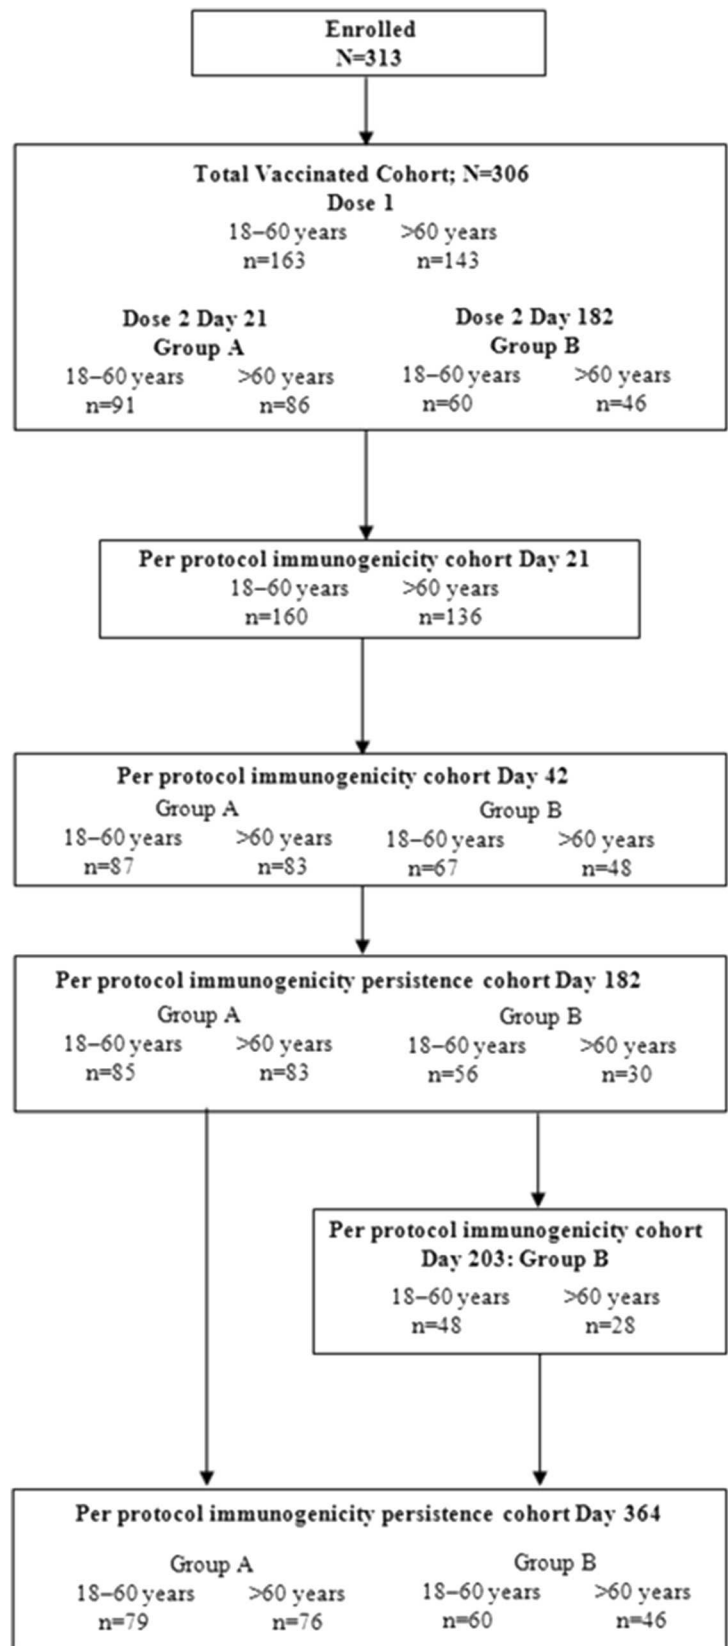 Enrolled
N=313
Total Vaccinated Cohort; N=306
Dose 1
18–60 years >60 years
n=163 n=143
Dose 2 Day 21 Dose 2 Day 182
Group A Group B
18–60 years >60 years 18–60 years >60 years
n=91 n=86 n=60 n=46
Per protocol immunogenicity cohort Day 21
18–60 years >60 years
n=160 n=136
Per protocol immunogenicity cohort Day 42
Group A Group B
18–60 years >60 years 18–60 years >60 years
n=87 n=83 n=67 n=48
Per protocol immunogenicity persistence cohort Day 182
Group A Group B
18–60 years >60 years 18–60 years >60 years
n=85 n=83 n=56 n=30
Per protocol immunogenicity cohort
Day 203: Group B
18–60 years >60 years
n=48 n=28
Per protocol immunogenicity persistence cohort Day 364
Group A Group B
18–60 years >60 years 18–60 years >60 years
n=79 n=76 n=60 n=46